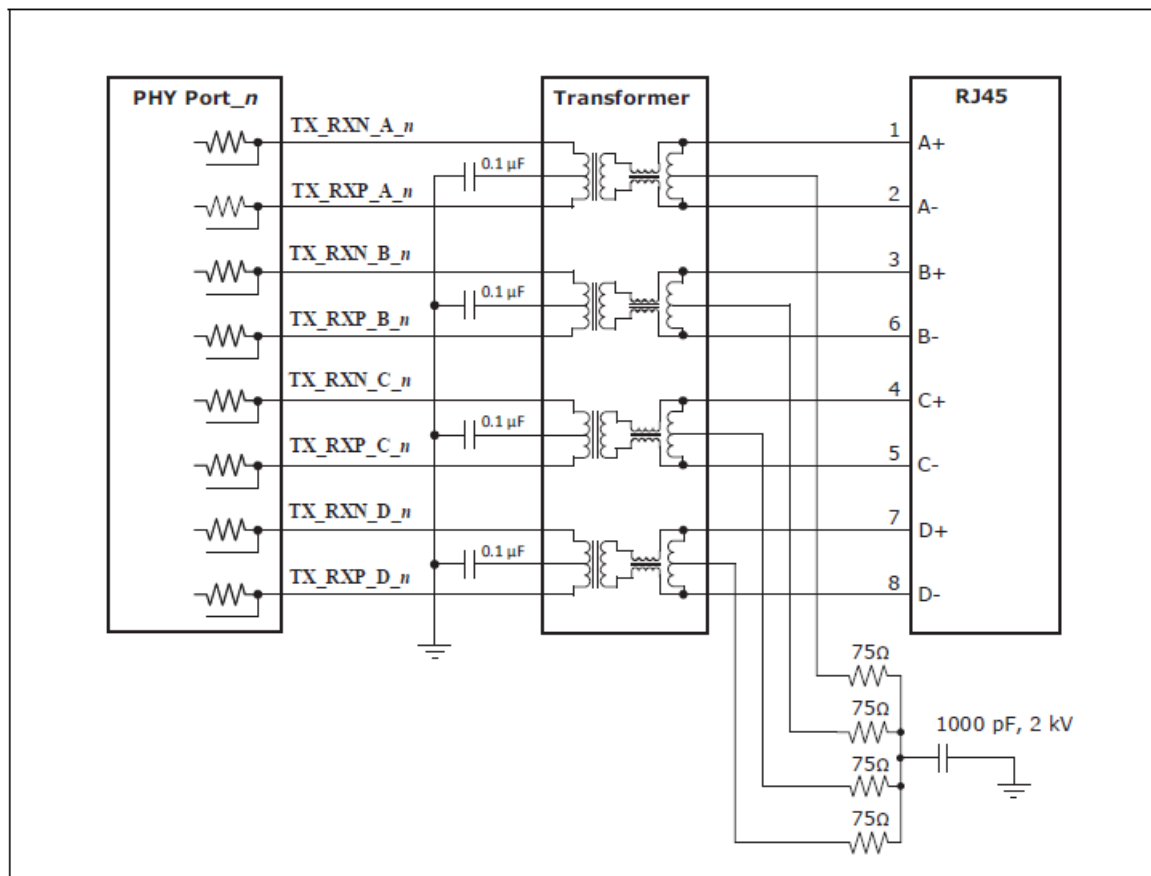 PHY Port_n
Transformer
RJ45
TX_RXN_A_n
1
A+
0.1 µF
TX_RXP_A_n
2
A-
TX_RXN_B_n
3
B+
0.1 µF
TX_RXP_B_n
6
B-
TX_RXN_C_n
4
C+
0.1 µF
TX_RXP_C_n
5
C-
TX_RXN_D_n
7
D+
0.1 µF
TX_RXP_D_n
8
D-
75Ω
75Ω
1000 pF, 2 kV
75Ω
75Ω